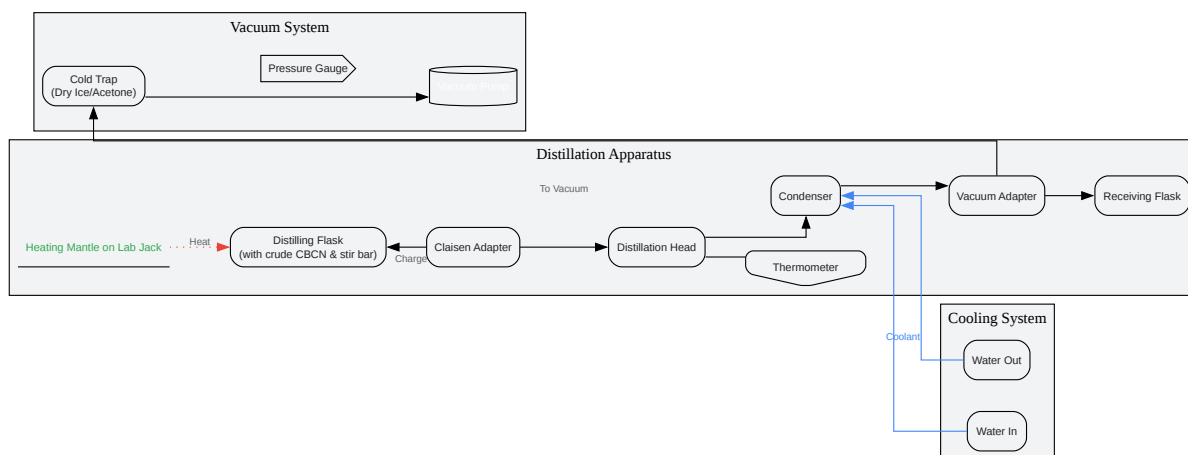 Vacuum System
Pressure Gauge
Cold Trap
(Dry Ice/Acetone)
Vacuum Pump
Distillation Apparatus
To Vacuum
Condenser
Vacuum Adapter
Receiving Flask
Heating Mantle on Lab Jack
Heat
Distilling Flask
(with crude CBCN & stir bar)
Charge
Claisen Adapter
Distillation Head
Thermometer
Cooling System
Coolant
Water Out
Water In